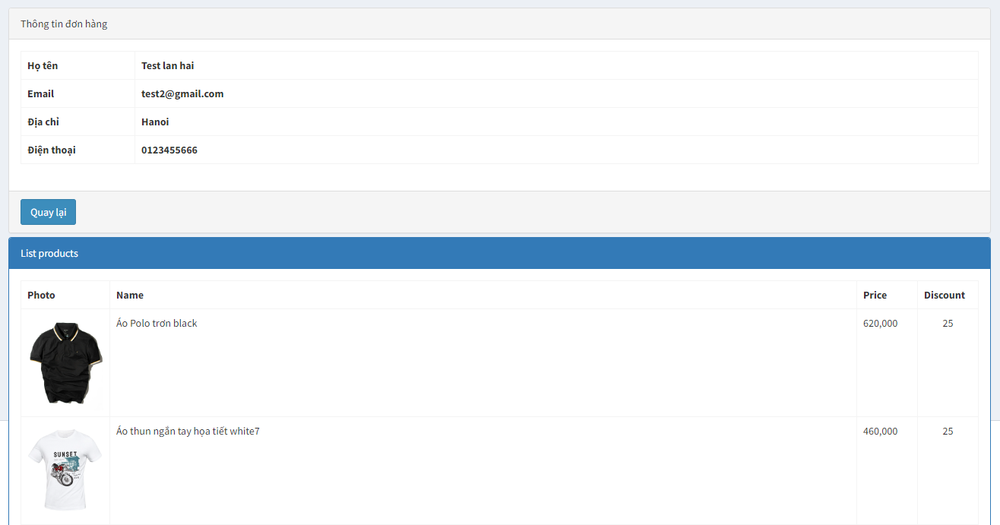 Thông tin đơn hàng
Họ tên Test lan hai
Email test2@gmail.com
Địa chỉ Hanoi
Điện thoại 0123455666
Quay lại
List products
Photo Name Price Discount
Áo Polo trơn black 620,000 25
Áo thun ngắn tay họa tiết white7 460,000 25
SUNSET